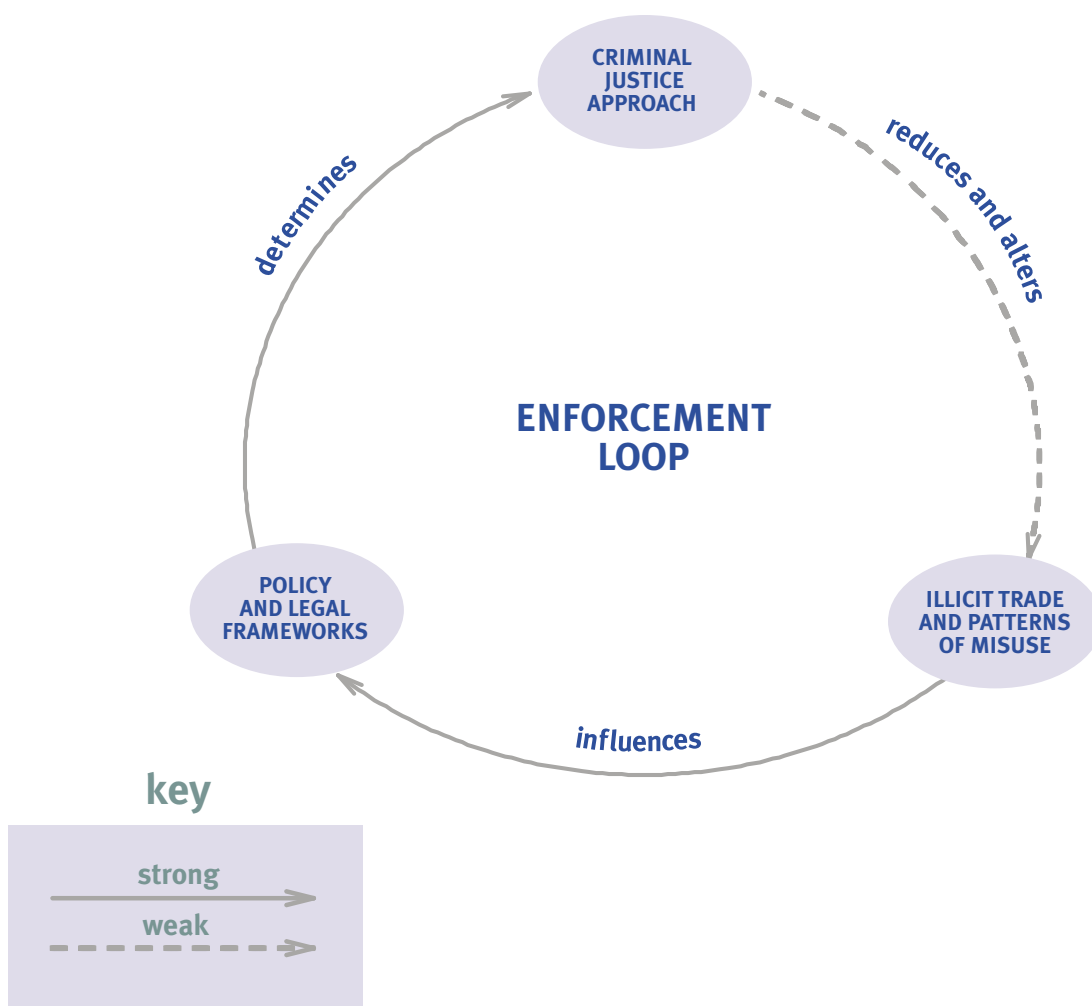 CRIMINAL
JUSTICE
APPROACH
reduces and alters
determines
ENFORCEMENT
LOOP
POLICY
AND LEGAL
FRAMEWORKS
ILLICIT TRADE
AND PATTERNS
OF MISUSE
influences
key
strong
weak